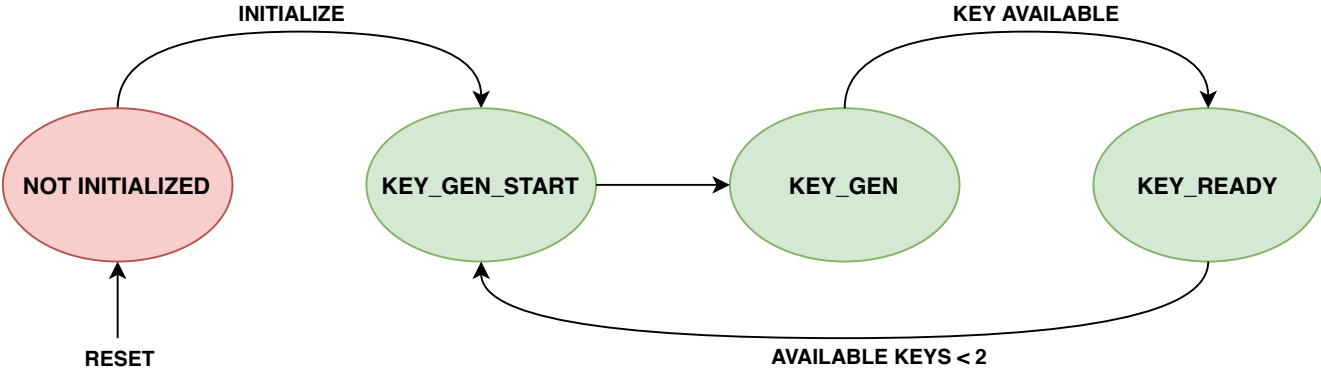 INITIALIZE
KEY AVAILABLE
NOT INITIALIZED
KEY_GEN_START
KEY_GEN
KEY_READY
RESET
AVAILABLE KEYS < 2